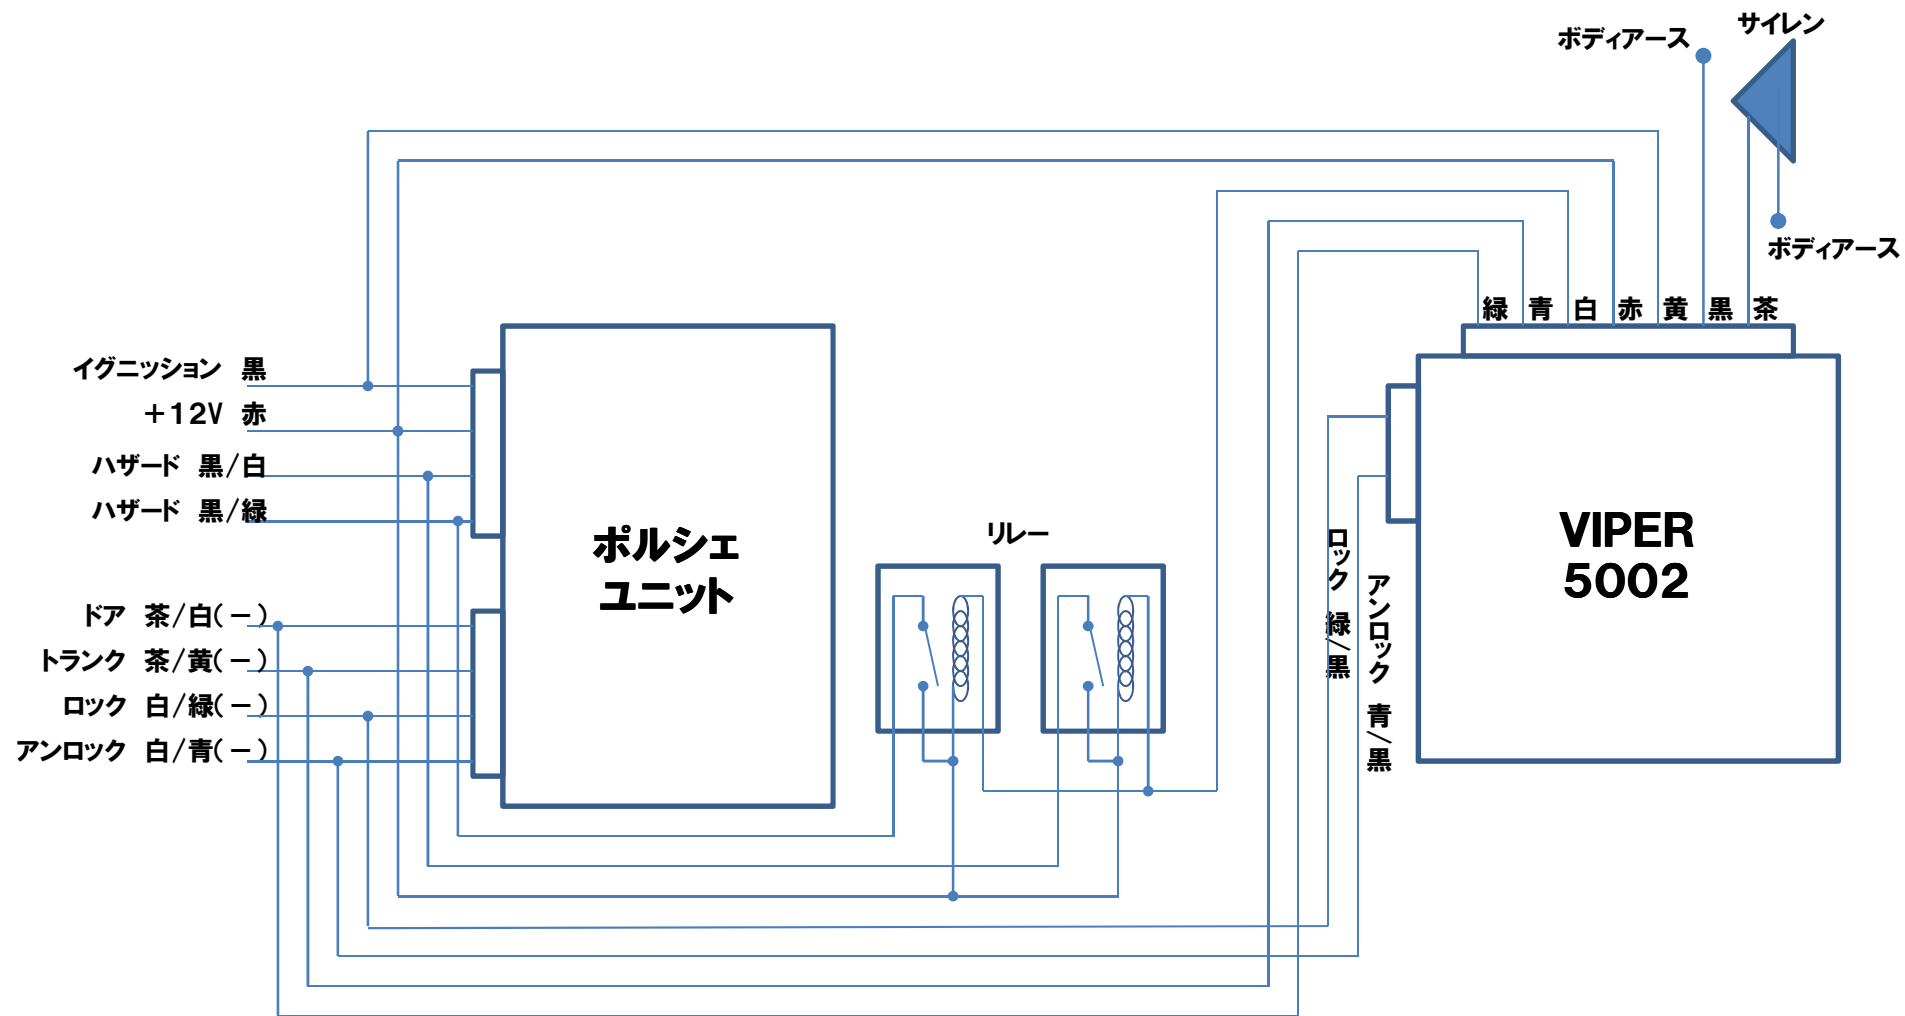 サイレン
ボディアース
ボディアース
緑 青 白 赤 黄 黒 茶
イグニッション 黒
＋12V 赤
ハザード 黒/白
ハザード 黒/緑
ドア 茶/白(－)
トランク 茶/黄(－)
ロック 白/緑(－)
アンロック 白/青(－)
ポルシェ
ユニット
リレー
ロック 緑/黒
アンロック 青/黒
VIPER
5002